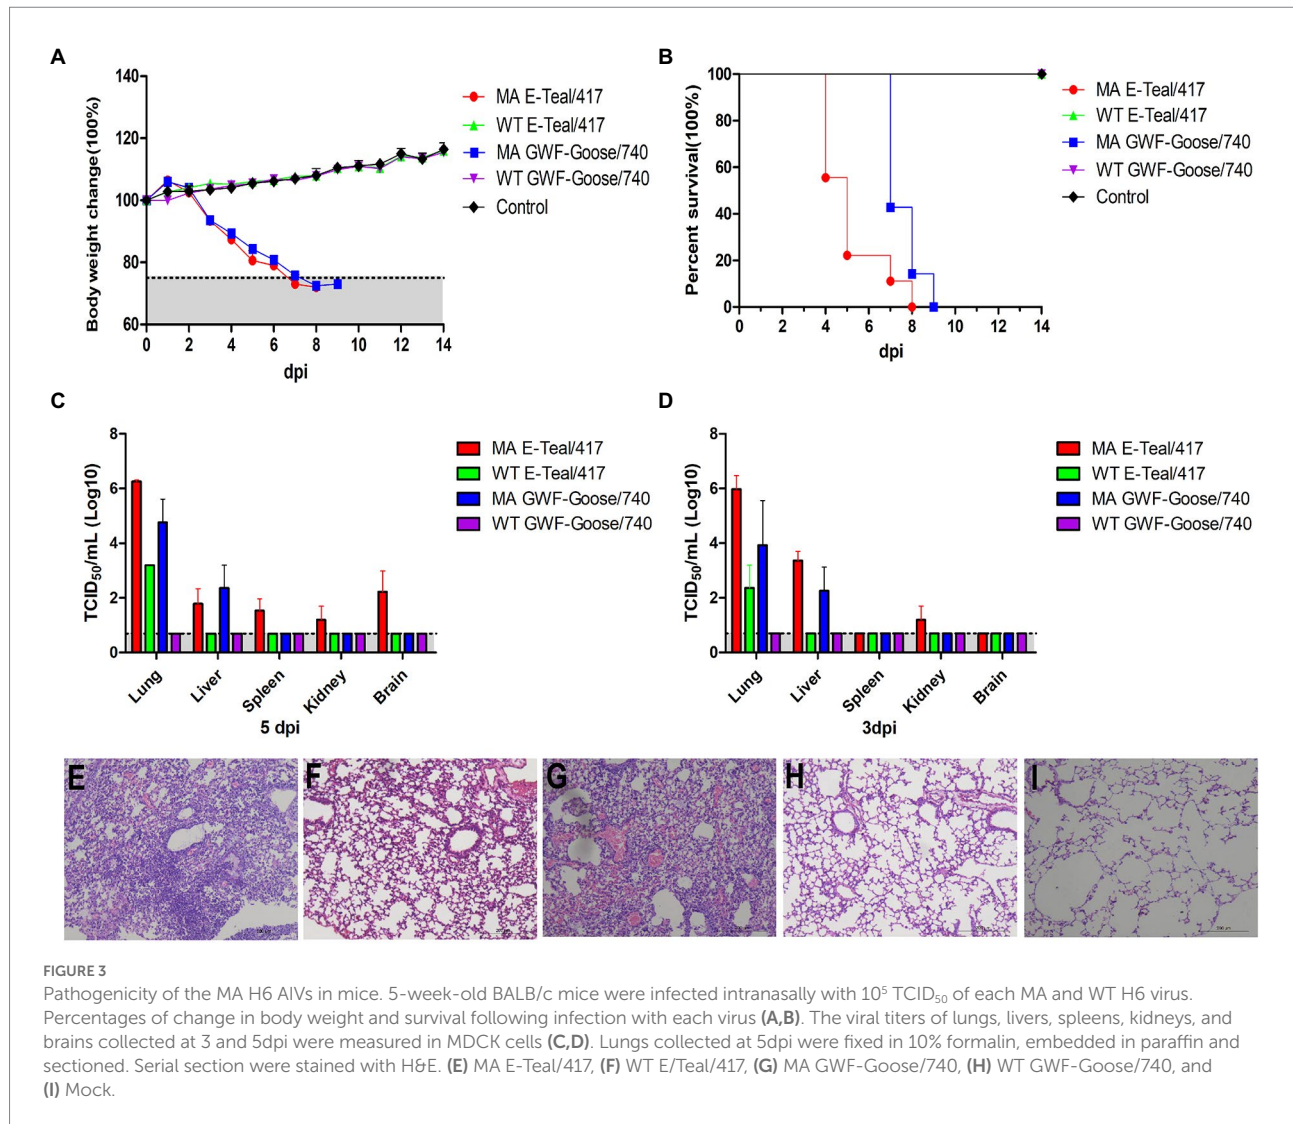 A
Body weight change(100%)
140
120
100
80
60
0 2 4 6 8 10 12 14
dpi
MA E-Teal/417
WT E-Teal/417
MA GWF-Goose/740
WT GWF-Goose/740
Control
B
Percent survival(100%)
100
80
60
40
20
0
0 2 4 6 8 10 12 14
dpi
MA E-Teal/417
WT E-Teal/417
MA GWF-Goose/740
WT GWF-Goose/740
Control
C
TCID50/mL (Log10)
8
6
4
2
0
Lung Liver Spleen Kidney Brain
5 dpi
MA E-Teal/417
WT E-Teal/417
MA GWF-Goose/740
WT GWF-Goose/740
D
TCID50/mL (Log10)
8
6
4
2
0
Lung Liver Spleen Kidney Brain
3dpi
MA E-Teal/417
WT E-Teal/417
MA GWF-Goose/740
WT GWF-Goose/740
E F G H I
FIGURE 3
Pathogenicity of the MA H6 AIVs in mice. 5-week-old BALB/c mice were infected intranasally with 10⁵ TCID₅₀ of each MA and WT H6 virus.
Percentages of change in body weight and survival following infection with each virus (A,B). The viral titers of lungs, livers, spleens, kidneys, and
brains collected at 3 and 5dpi were measured in MDCK cells (C,D). Lungs collected at 5dpi were fixed in 10% formalin, embedded in paraffin and
sectioned. Serial section were stained with H&E. (E) MA E-Teal/417, (F) WT E/Teal/417, (G) MA GWF-Goose/740, (H) WT GWF-Goose/740, and
(I) Mock.